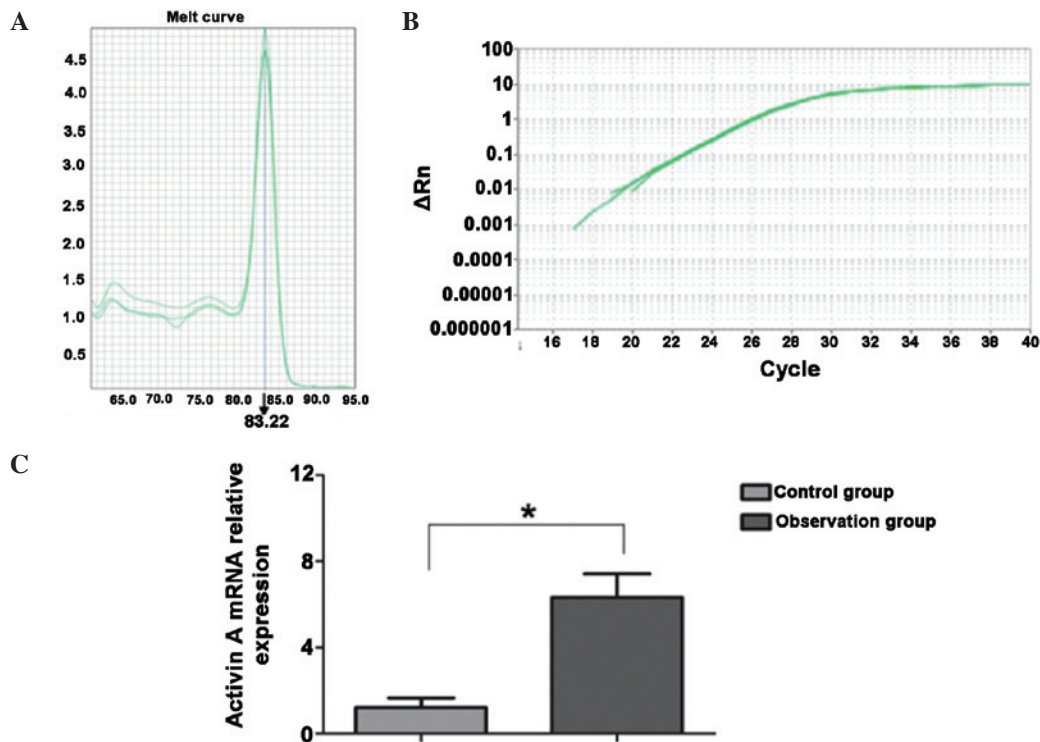 A
Melt curve
4.5
4.0
3.5
3.0
2.5
2.0
1.5
1.0
0.5
65.0 70.0 75.0 80.0 85.0 90.0 95.0
83.22
B
100
10
1
0.1
0.01
0.001
0.0001
0.00001
0.000001
ΔRn
16 18 20 22 24 26 28 30 32 34 36 38 40
Cycle
C
12
8
4
0
Activin A mRNA relative
expression
*
Control group
Observation group